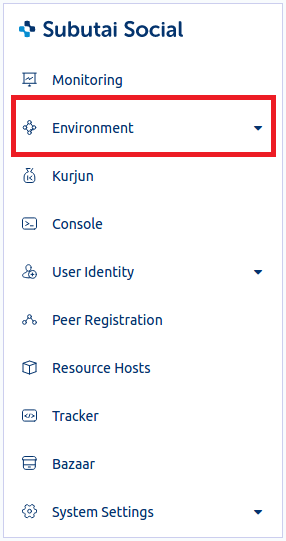 Subutai Social
Monitoring
Environment
Kurjun
Console
User Identity
Peer Registration
Resource Hosts
Tracker
Bazaar
System Settings